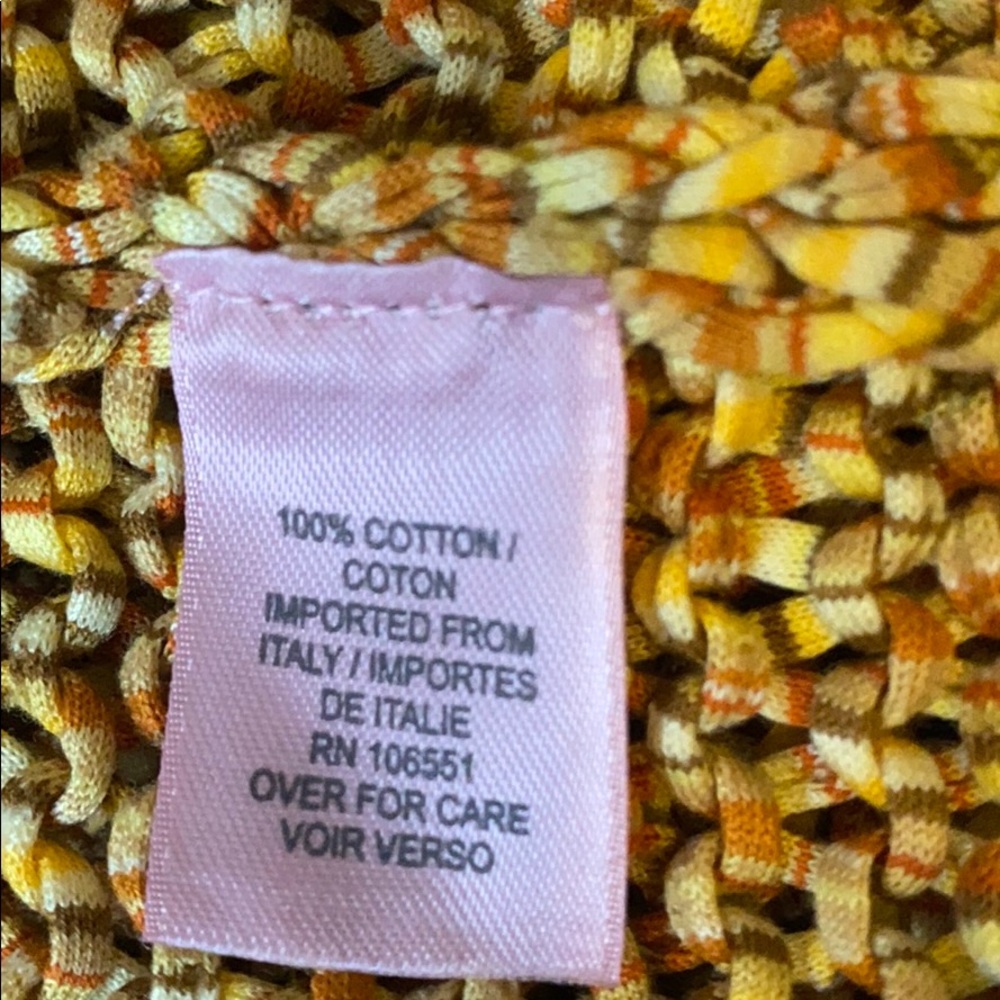 100% COTTON /
COTON
IMPORTED FROM
ITALY / IMPORTES
DE ITALIE
RN 106551
OVER FOR CARE
VOIR VERSO